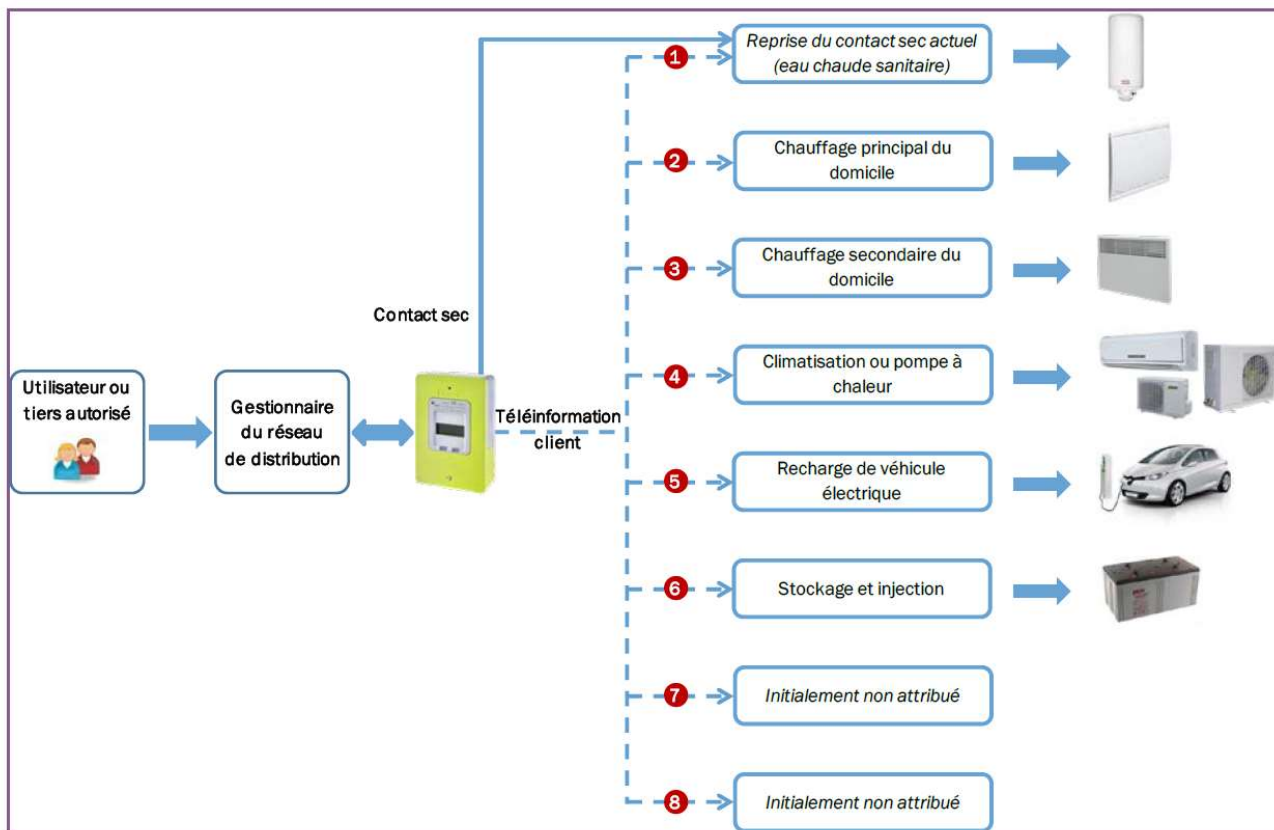 Reprise du contact sec actuel
(eau chaude sanitaire)
1
2
Chauffage principal du
domicile
3
Chauffage secondaire du
domicile
Contact sec
4
Climatisation ou pompe à
chaleur
Utilisateur ou
tiers autorisé
Gestionnaire
du réseau
de distribution
Téléinformation
client
5
Recharge de véhicule
électrique
6
Stockage et injection
7
Initialement non attribué
8
Initialement non attribué